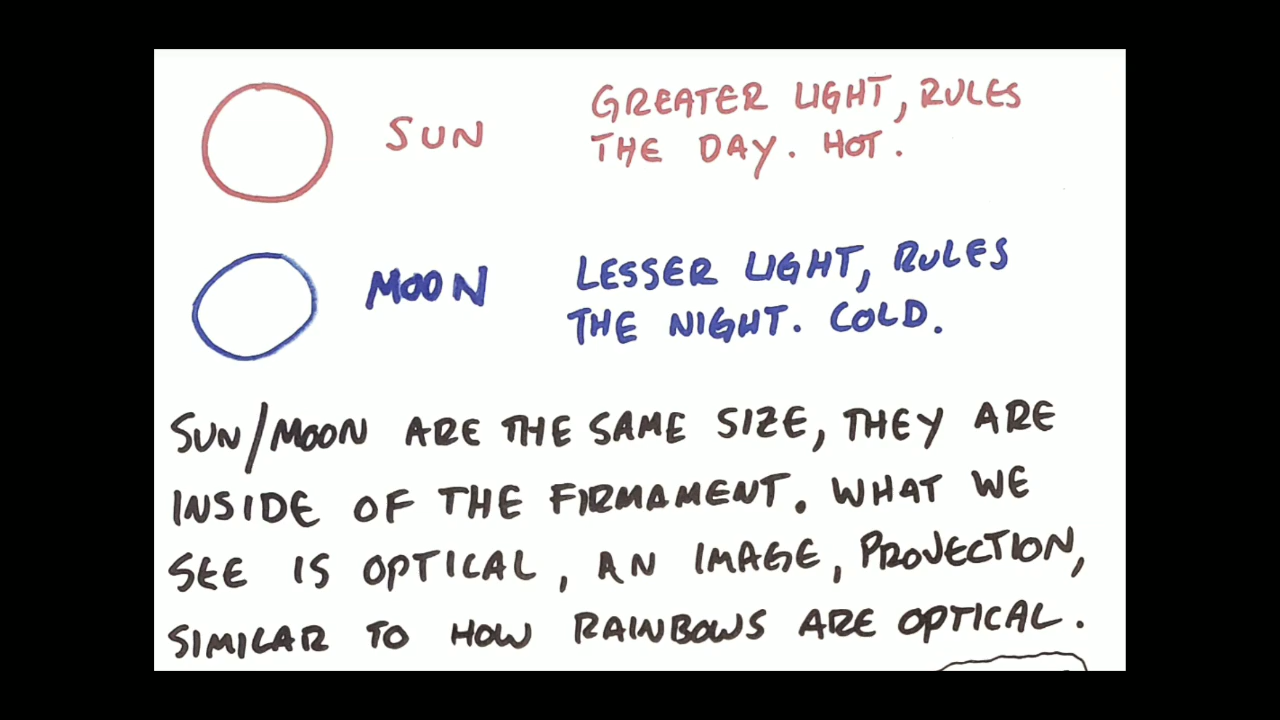 SUN
GREATER LIGHT, RULES
THE DAY. HOT.
MOON
LESSER LIGHT, RULES
THE NIGHT. COLD.
SUN/MOON ARE THE SAME SIZE, THEY ARE
INSIDE OF THE FIRMAMENT. WHAT WE
SEE IS OPTICAL, AN IMAGE, PROJECTION,
SIMILAR TO HOW RAINBOWS ARE OPTICAL.